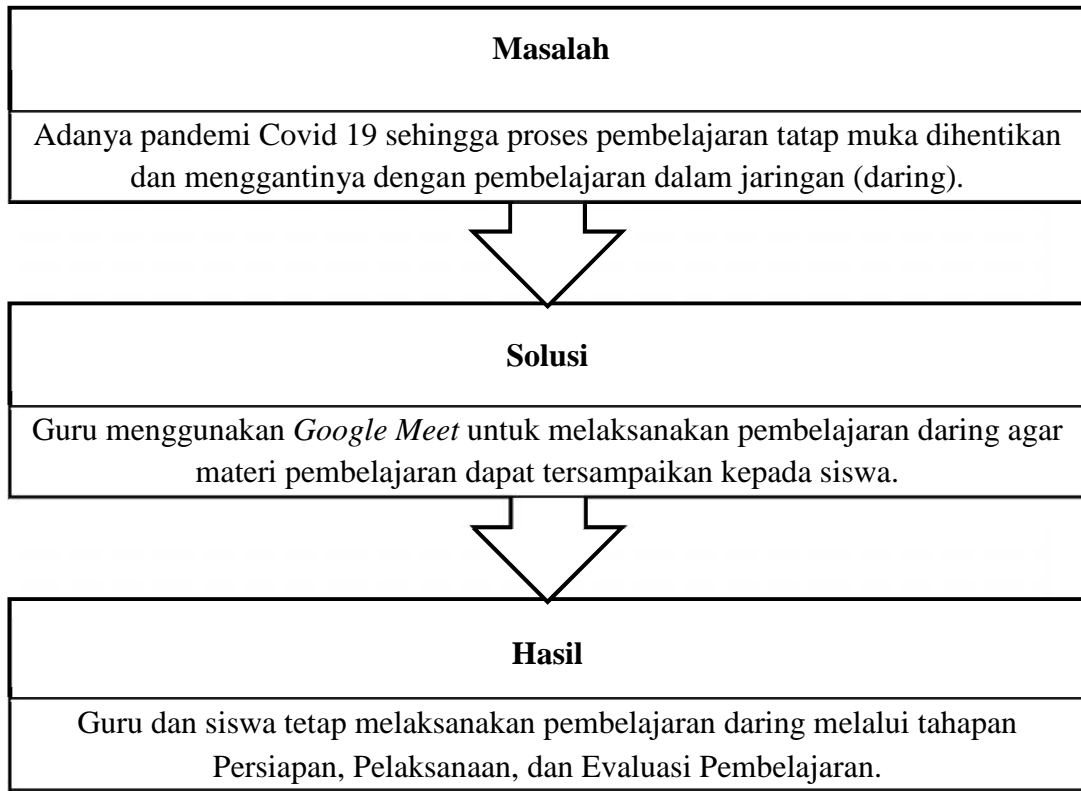 Masalah
Adanya pandemi Covid 19 sehingga proses pembelajaran tatap muka dihentikan
dan menggantinya dengan pembelajaran dalam jaringan (daring).
Solusi
Guru menggunakan Google Meet untuk melaksanakan pembelajaran daring agar
materi pembelajaran dapat tersampaikan kepada siswa.
Hasil
Guru dan siswa tetap melaksanakan pembelajaran daring melalui tahapan
Persiapan, Pelaksanaan, dan Evaluasi Pembelajaran.